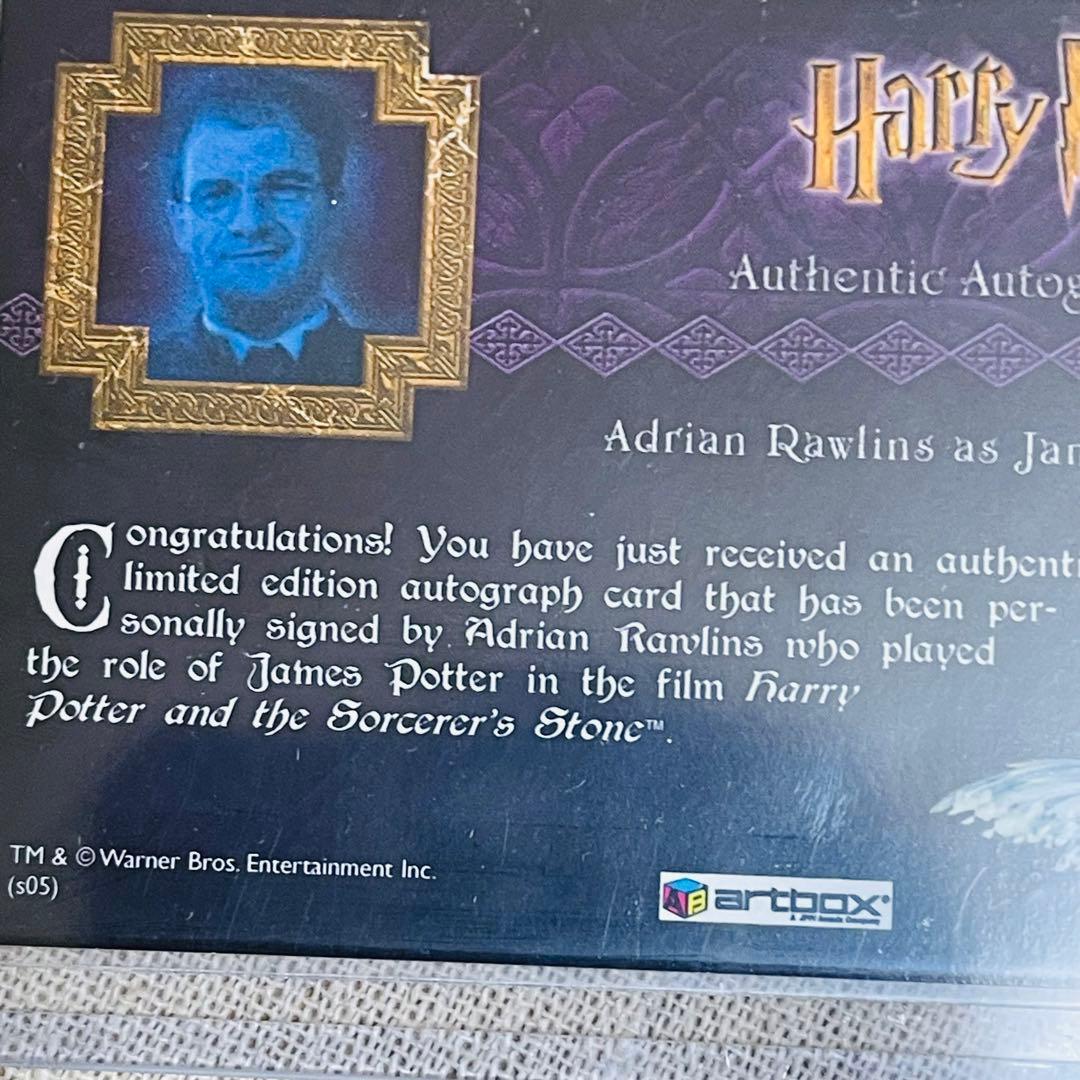 Harry
Authentic Autog
Adrian Rawlins as Jam
Congratulations! You have just received an authenti
limited edition autograph card that has been per-
sonally signed by Adrian Rawlins who played
the role of James Potter in the film Harry
Potter and the Sorcerer's Stone™.
TM & © Warner Bros. Entertainment Inc.
(s05)
artbox